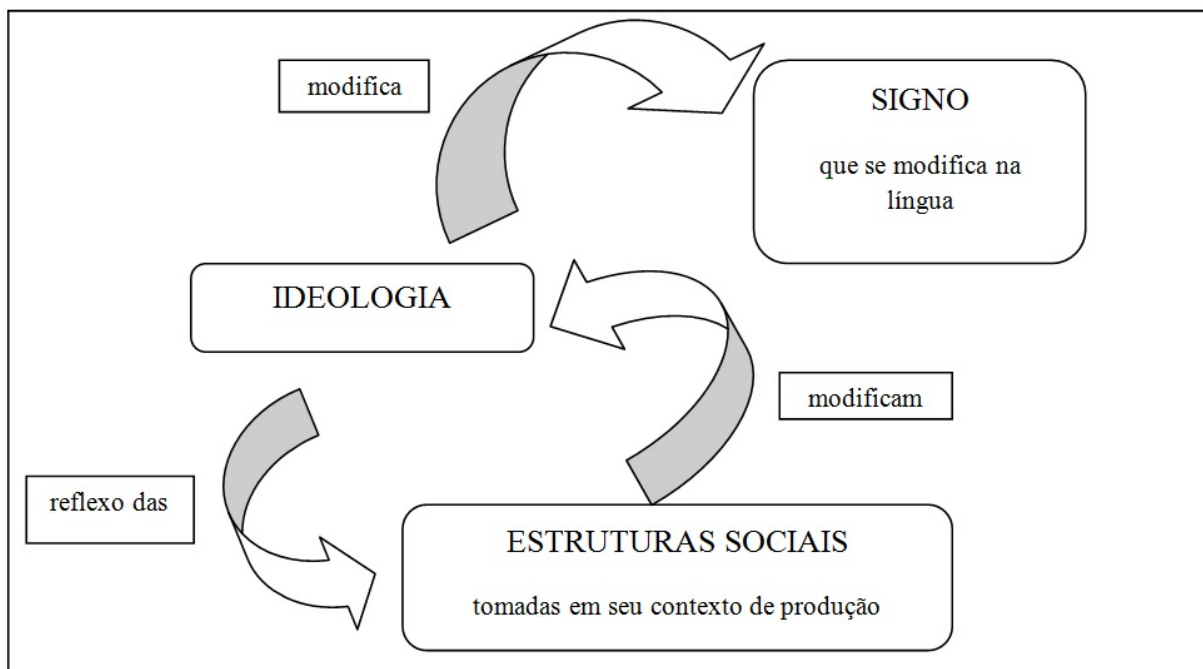 modifica
SIGNO
que se modifica na
língua
IDEOLOGIA
modificam
reflexo das
ESTRUTURAS SOCIAIS
tomadas em seu contexto de produção